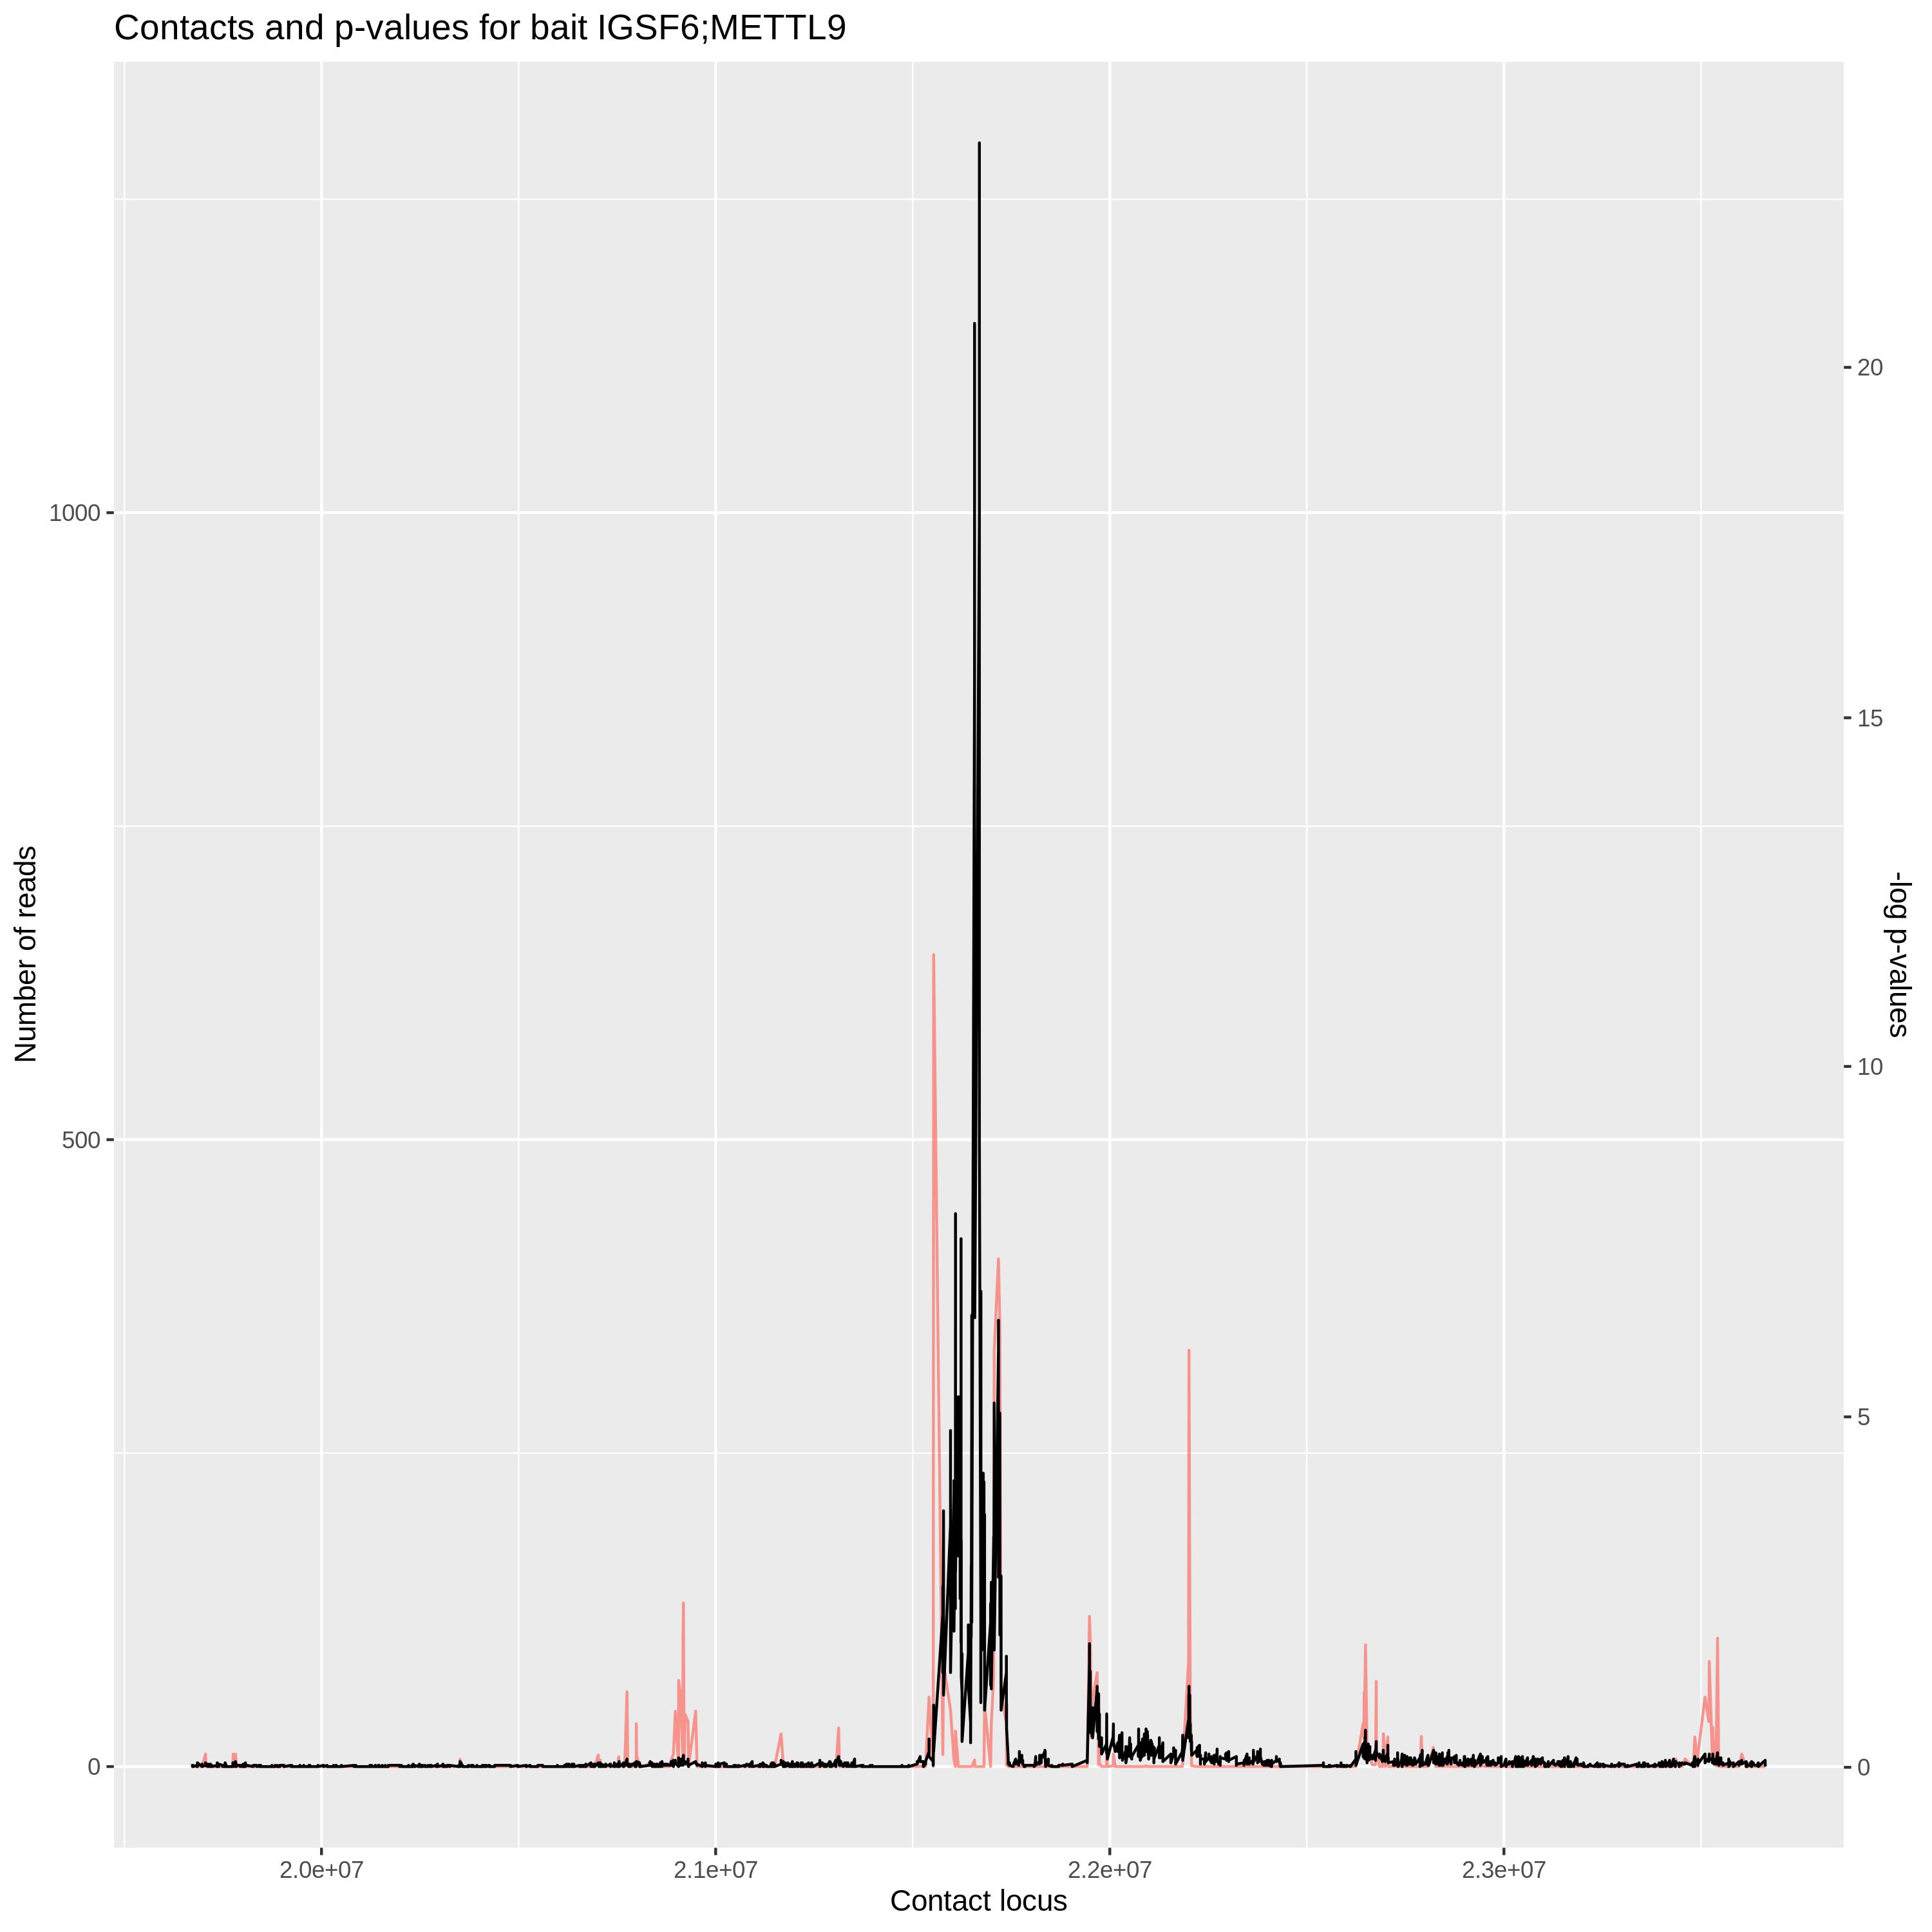 Contacts and p-values for bait IGSF6;METTL9
Number of reads
1000
500
0
20
15
10
5
0
-log p-values
2.0e+07
2.1e+07
2.2e+07
2.3e+07
Contact locus